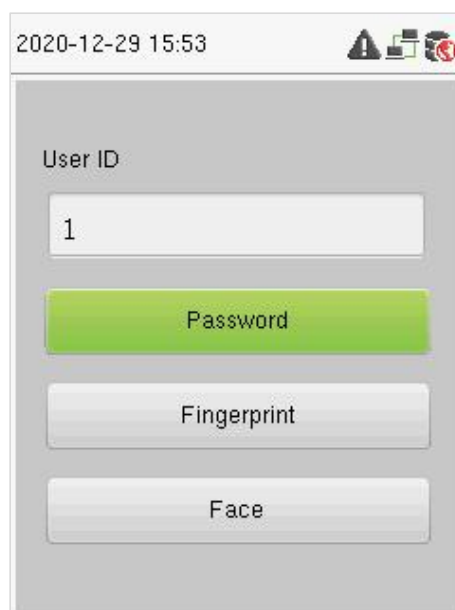 2020-12-29 15:53
User ID
1
Password
Fingerprint
Face